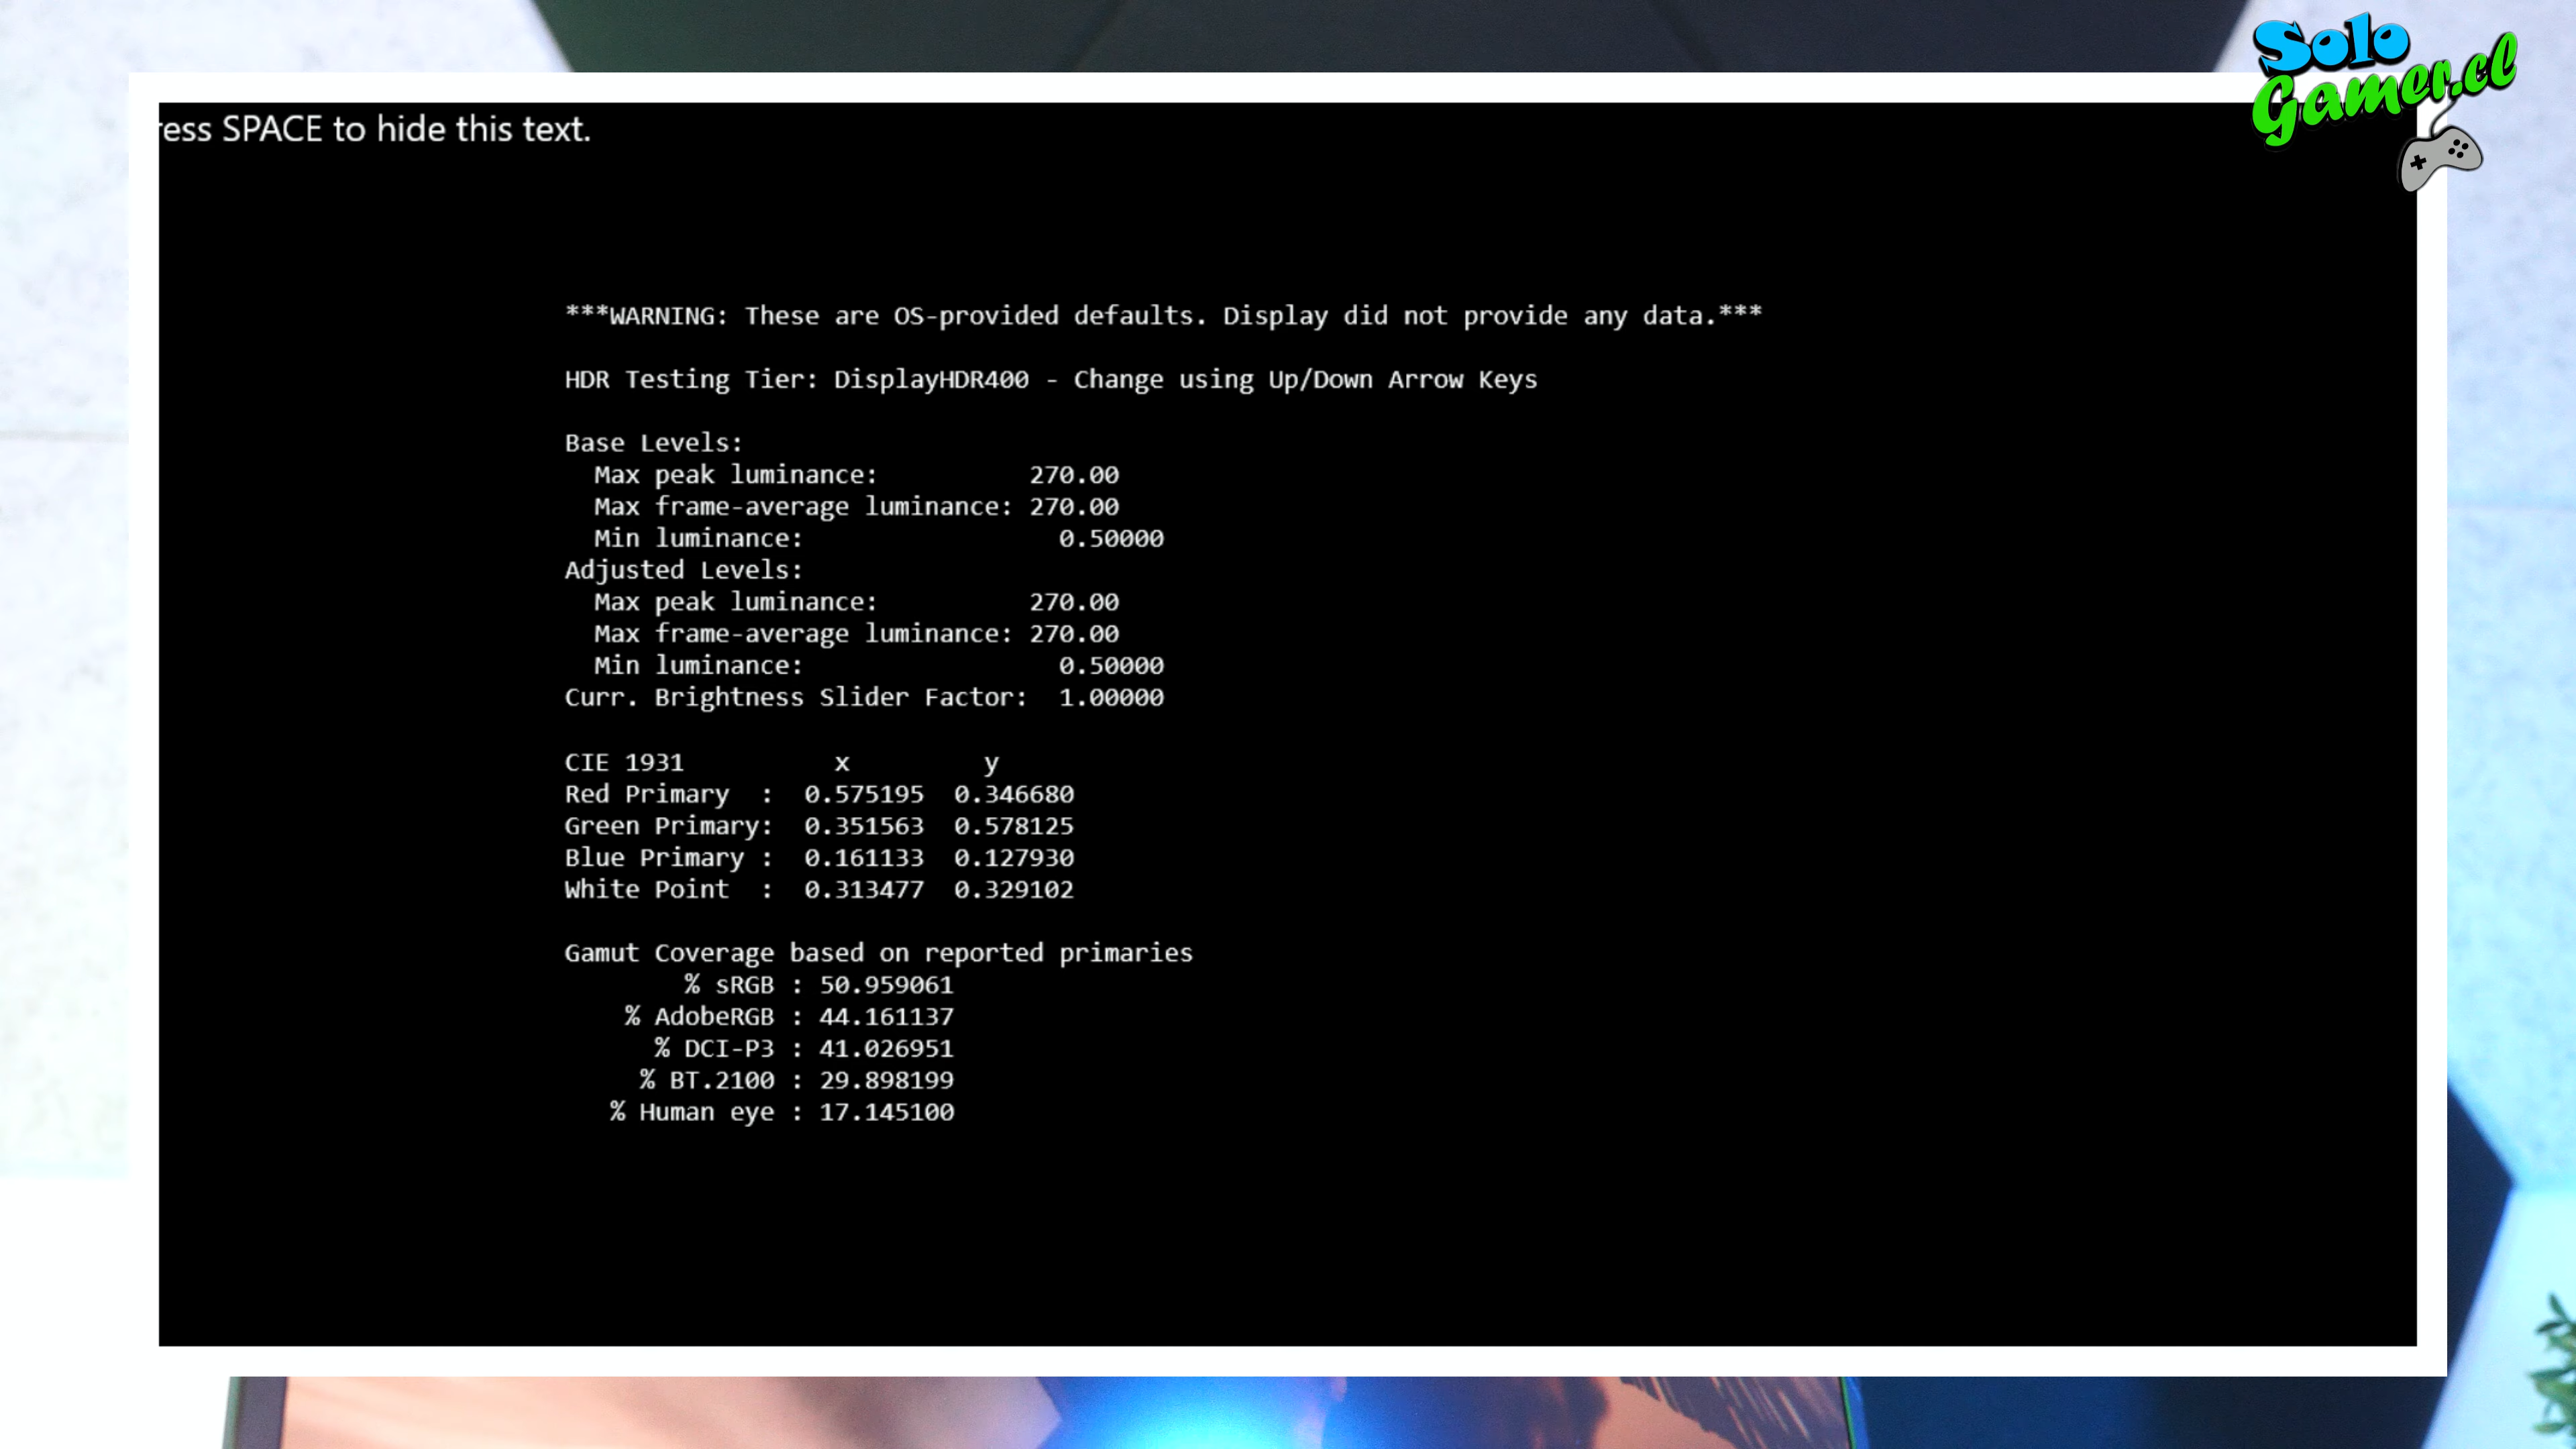 Solo
Gamer.cl
ress SPACE to hide this text.
***WARNING: These are OS-provided defaults. Display did not provide any data.***
HDR Testing Tier: DisplayHDR400 - Change using Up/Down Arrow Keys
Base Levels:
Max peak luminance: 270.00
Max frame-average luminance: 270.00
Min luminance: 0.50000
Adjusted Levels:
Max peak luminance: 270.00
Max frame-average luminance: 270.00
Min luminance: 0.50000
Curr. Brightness Slider Factor: 1.00000
CIE 1931 x y
Red Primary : 0.575195 0.346680
Green Primary: 0.351563 0.578125
Blue Primary : 0.161133 0.127930
White Point : 0.313477 0.329102
Gamut Coverage based on reported primaries
% sRGB : 50.959061
% AdobeRGB : 44.161137
% DCI-P3 : 41.026951
% BT.2100 : 29.898199
% Human eye : 17.145100